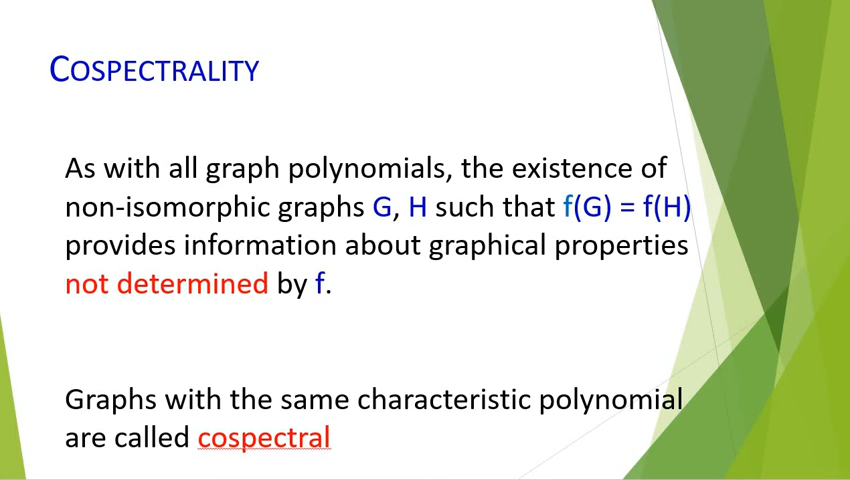 COSPECTRALITY
As with all graph polynomials, the existence of
non-isomorphic graphs G, H such that f(G) = f(H)
provides information about graphical properties
not determined by f.
Graphs with the same characteristic polynomial
are called cospectral